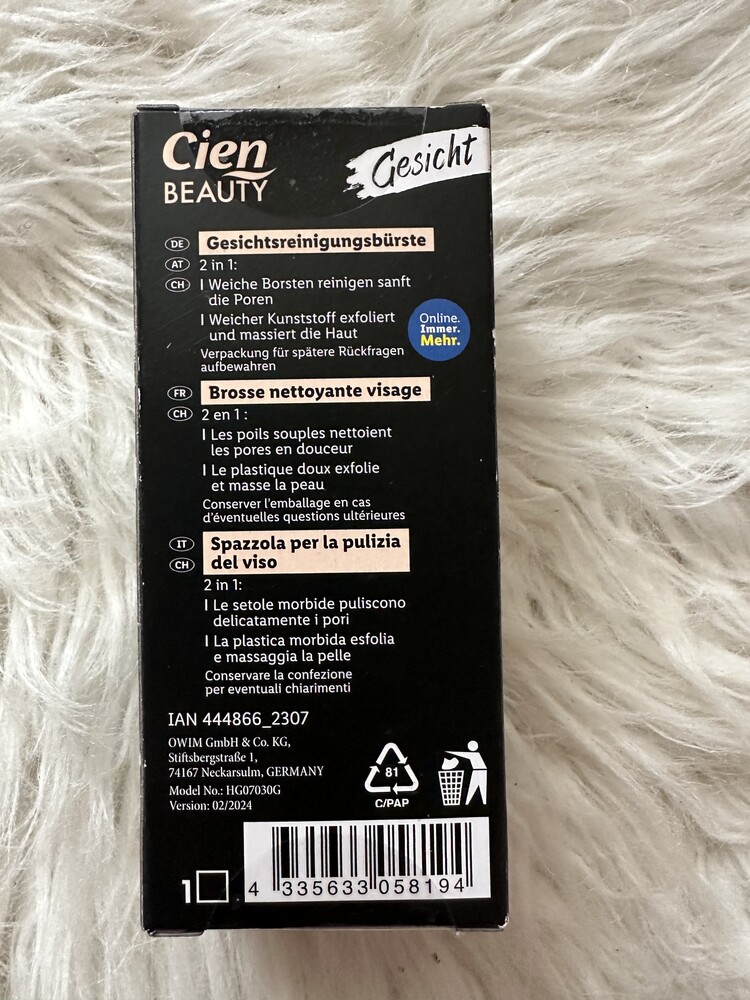 Cien
BEAUTY
Gesicht
DE Gesichtsreinigungsbürste
AT 2 in 1:
CH I Weiche Borsten reinigen sanft
die Poren
I Weicher Kunststoff exfoliert
und massiert die Haut
Verpackung für spätere Rückfragen
aufbewahren
Online.
Immer.
Mehr.
FR Brosse nettoyante visage
CH 2 en 1 :
I Les poils souples nettoient
les pores en douceur
I Le plastique doux exfolie
et masse la peau
Conserver l'emballage en cas
d'éventuelles questions ultérieures
IT Spazzola per la pulizia
CH del viso
2 in 1:
I Le setole morbide puliscono
delicatamente i pori
I La plastica morbida esfolia
e massaggia la pelle
Conservare la confezione
per eventuali chiarimenti
IAN 444866_2307
OWIM GmbH & Co. KG,
Stiftsbergstraße 1,
74167 Neckarsulm, GERMANY
Model No.: HG07030G
Version: 02/2024
81
C/PAP
1
4 335633 058194